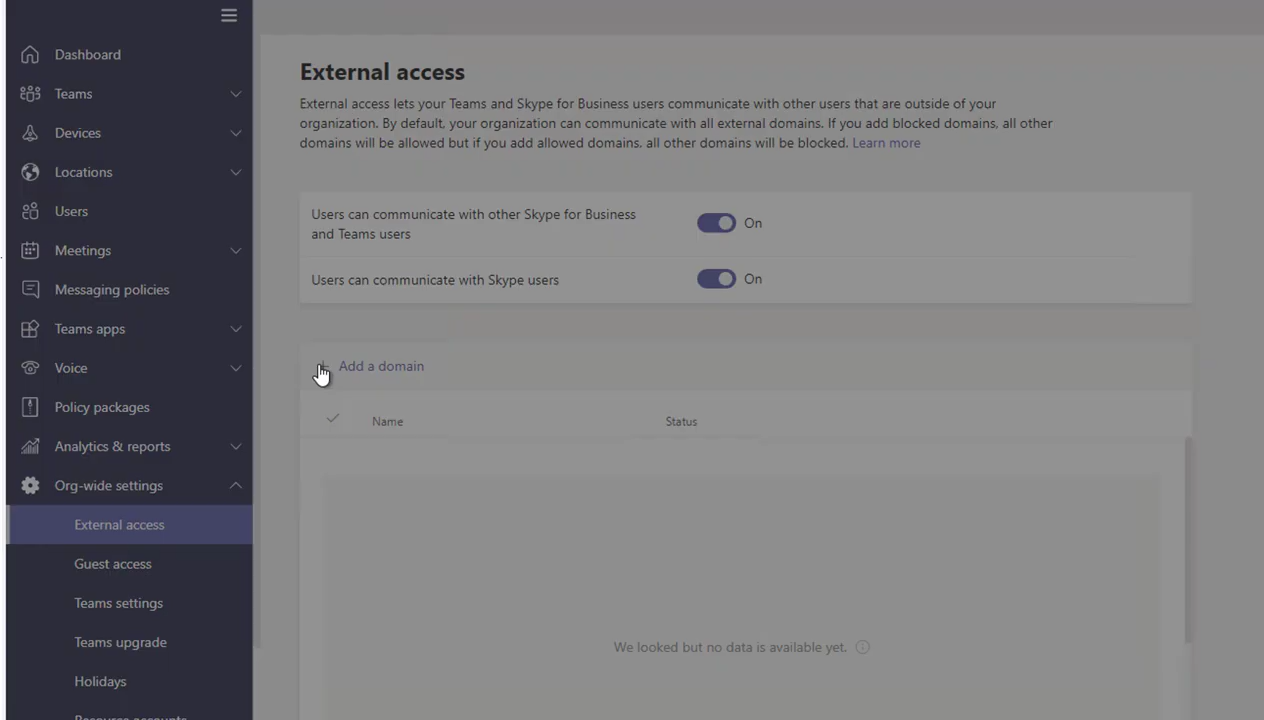 Dashboard
Teams
Devices
Locations
Users
Meetings
Messaging policies
Teams apps
Voice
Policy packages
Analytics & reports
Org-wide settings
External access
Guest access
Teams settings
Teams upgrade
Holidays
Resource accounts
External access
External access lets your Teams and Skype for Business users communicate with other users that are outside of your
organization. By default, your organization can communicate with all external domains. If you add blocked domains, all other
domains will be allowed but if you add allowed domains, all other domains will be blocked. Learn more
Users can communicate with other Skype for Business
and Teams users
On
Users can communicate with Skype users
On
Add a domain
Name
Status
We looked but no data is available yet.